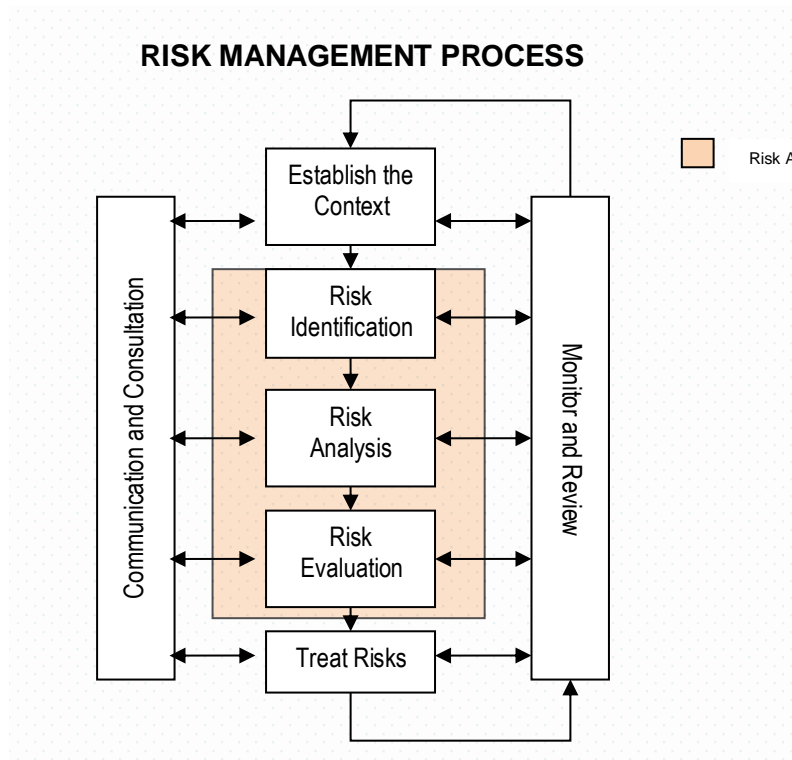 RISK MANAGEMENT PROCESS
Establish the
Context
Risk A
Communication and Consultation
Risk
Identification
Risk
Analysis
Monitor and Review
Risk
Evaluation
Treat Risks